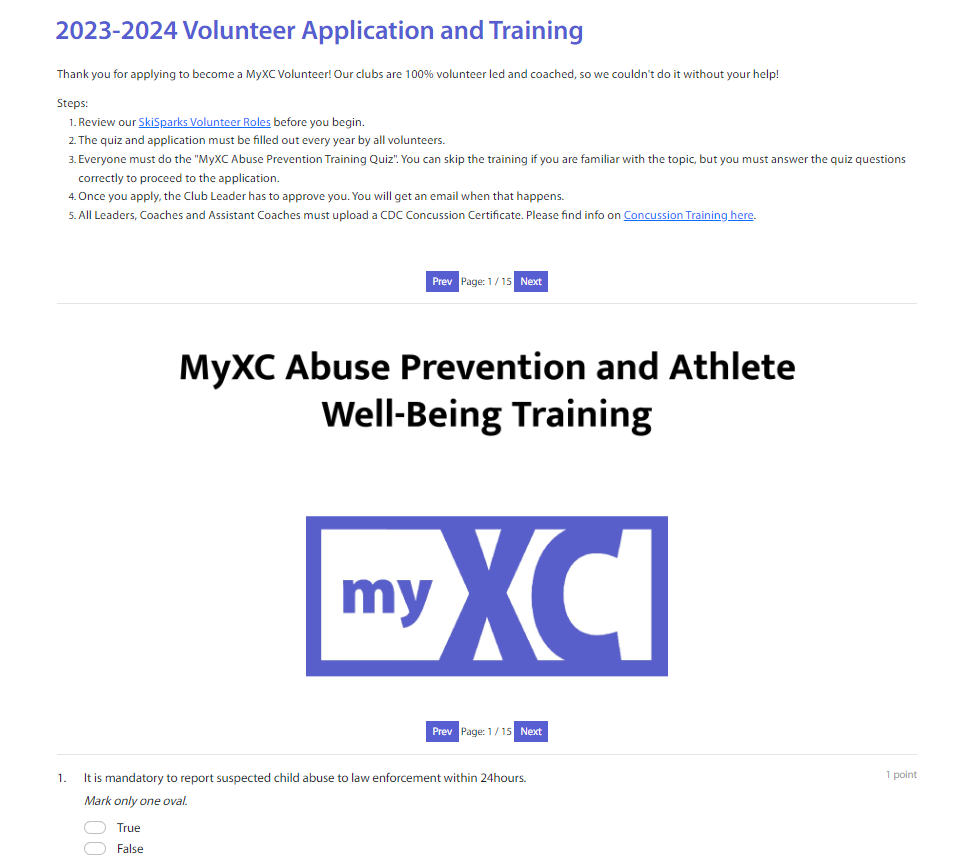 2023-2024 Volunteer Application and Training
Thank you for applying to become a MyXC Volunteer! Our clubs are 100% volunteer led and coached, so we couldn't do it without your help!
Steps:
1. Review our SkiSparks Volunteer Roles before you begin.
2. The quiz and application must be filled out every year by all volunteers.
3. Everyone must do the "MyXC Abuse Prevention Training Quiz". You can skip the training if you are familiar with the topic, but you must answer the quiz questions
correctly to proceed to the application.
4. Once you apply, the Club Leader has to approve you. You will get an email when that happens.
5. All Leaders, Coaches and Assistant Coaches must upload a CDC Concussion Certificate. Please find info on Concussion Training here.
Prev Page: 1 / 15 Next
MyXC Abuse Prevention and Athlete
Well-Being Training
myXC
Prev Page: 1 / 15 Next
1. It is mandatory to report suspected child abuse to law enforcement within 24hours. 1 point
Mark only one oval.
True
False